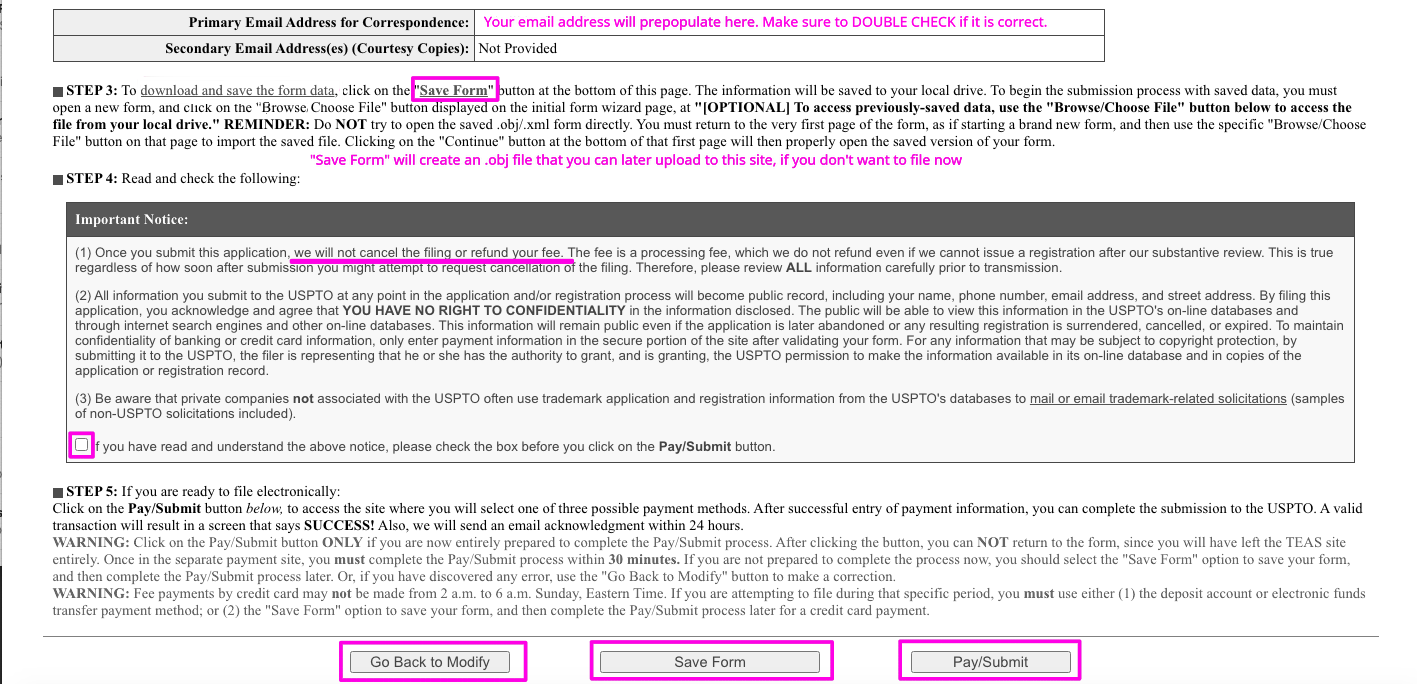 Primary Email Address for Correspondence: Your email address will prepopulate here. Make sure to DOUBLE CHECK if it is correct.
Secondary Email Address(es) (Courtesy Copies): Not Provided
STEP 3: To download and save the form data, click on the "Save Form" button at the bottom of this page. The information will be saved to your local drive. To begin the submission process with saved data, you must
open a new form, and click on the "Browse/Choose File" button displayed on the initial form wizard page, at "[OPTIONAL] To access previously-saved data, use the "Browse/Choose File" button below to access the
file from your local drive." REMINDER: Do NOT try to open the saved .obj/.xml form directly. You must return to the very first page of the form, as if starting a brand new form, and then use the specific "Browse/Choose
File" button on that page to import the saved file. Clicking on the "Continue" button at the bottom of that first page will then properly open the saved version of your form.
"Save Form" will create an .obj file that you can later upload to this site, if you don't want to file now
STEP 4: Read and check the following:
Important Notice:
(1) Once you submit this application, we will not cancel the filing or refund your fee. The fee is a processing fee, which we do not refund even if we cannot issue a registration after our substantive review. This is true
regardless of how soon after submission you might attempt to request cancellation of the filing. Therefore, please review ALL information carefully prior to transmission.
(2) All information you submit to the USPTO at any point in the application and/or registration process will become public record, including your name, phone number, email address, and street address. By filing this
application, you acknowledge and agree that YOU HAVE NO RIGHT TO CONFIDENTIALITY in the information disclosed. The public will be able to view this information in the USPTO's on-line databases and
through internet search engines and other on-line databases. This information will remain public even if the application is later abandoned or any resulting registration is surrendered, cancelled, or expired. To maintain
confidentiality of banking or credit card information, only enter payment information in the secure portion of the site after validating your form. For any information that may be subject to copyright protection, by
submitting it to the USPTO, the filer is representing that he or she has the authority to grant, and is granting, the USPTO permission to make the information available in its on-line database and in copies of the
application or registration record.
(3) Be aware that private companies not associated with the USPTO often use trademark application and registration information from the USPTO's databases to mail or email trademark-related solicitations (samples
of non-USPTO solicitations included).
If you have read and understand the above notice, please check the box before you click on the Pay/Submit button.
STEP 5: If you are ready to file electronically:
Click on the Pay/Submit button below, to access the site where you will select one of three possible payment methods. After successful entry of payment information, you can complete the submission to the USPTO. A valid
transaction will result in a screen that says SUCCESS! Also, we will send an email acknowledgment within 24 hours.
WARNING: Click on the Pay/Submit button ONLY if you are now entirely prepared to complete the Pay/Submit process. After clicking the button, you can NOT return to the form, since you will have left the TEAS site
entirely. Once in the separate payment site, you must complete the Pay/Submit process within 30 minutes. If you are not prepared to complete the process now, you should select the "Save Form" option to save your form,
and then complete the Pay/Submit process later. Or, if you have discovered any error, use the "Go Back to Modify" button to make a correction.
WARNING: Fee payments by credit card may not be made from 2 a.m. to 6 a.m. Sunday, Eastern Time. If you are attempting to file during that specific period, you must use either (1) the deposit account or electronic funds
transfer payment method; or (2) the "Save Form" option to save your form, and then complete the Pay/Submit process later for a credit card payment.
Go Back to Modify Save Form Pay/Submit